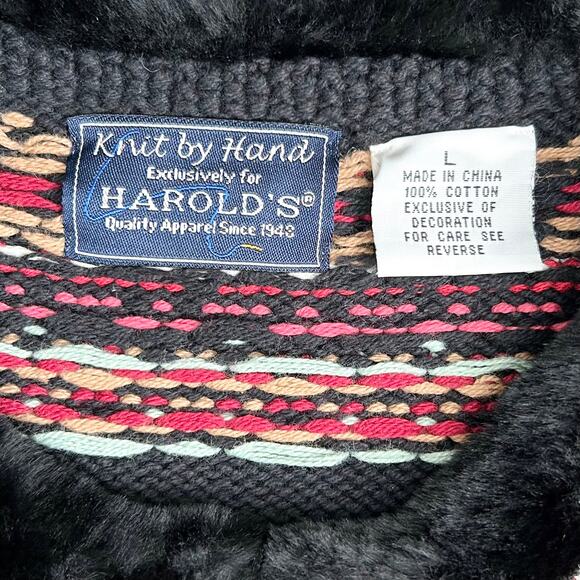 Knit by Hand
Exclusively for
HAROLD'S®
Quality Apparel Since 1948
L
MADE IN CHINA
100% COTTON
EXCLUSIVE OF
DECORATION
FOR CARE SEE
REVERSE